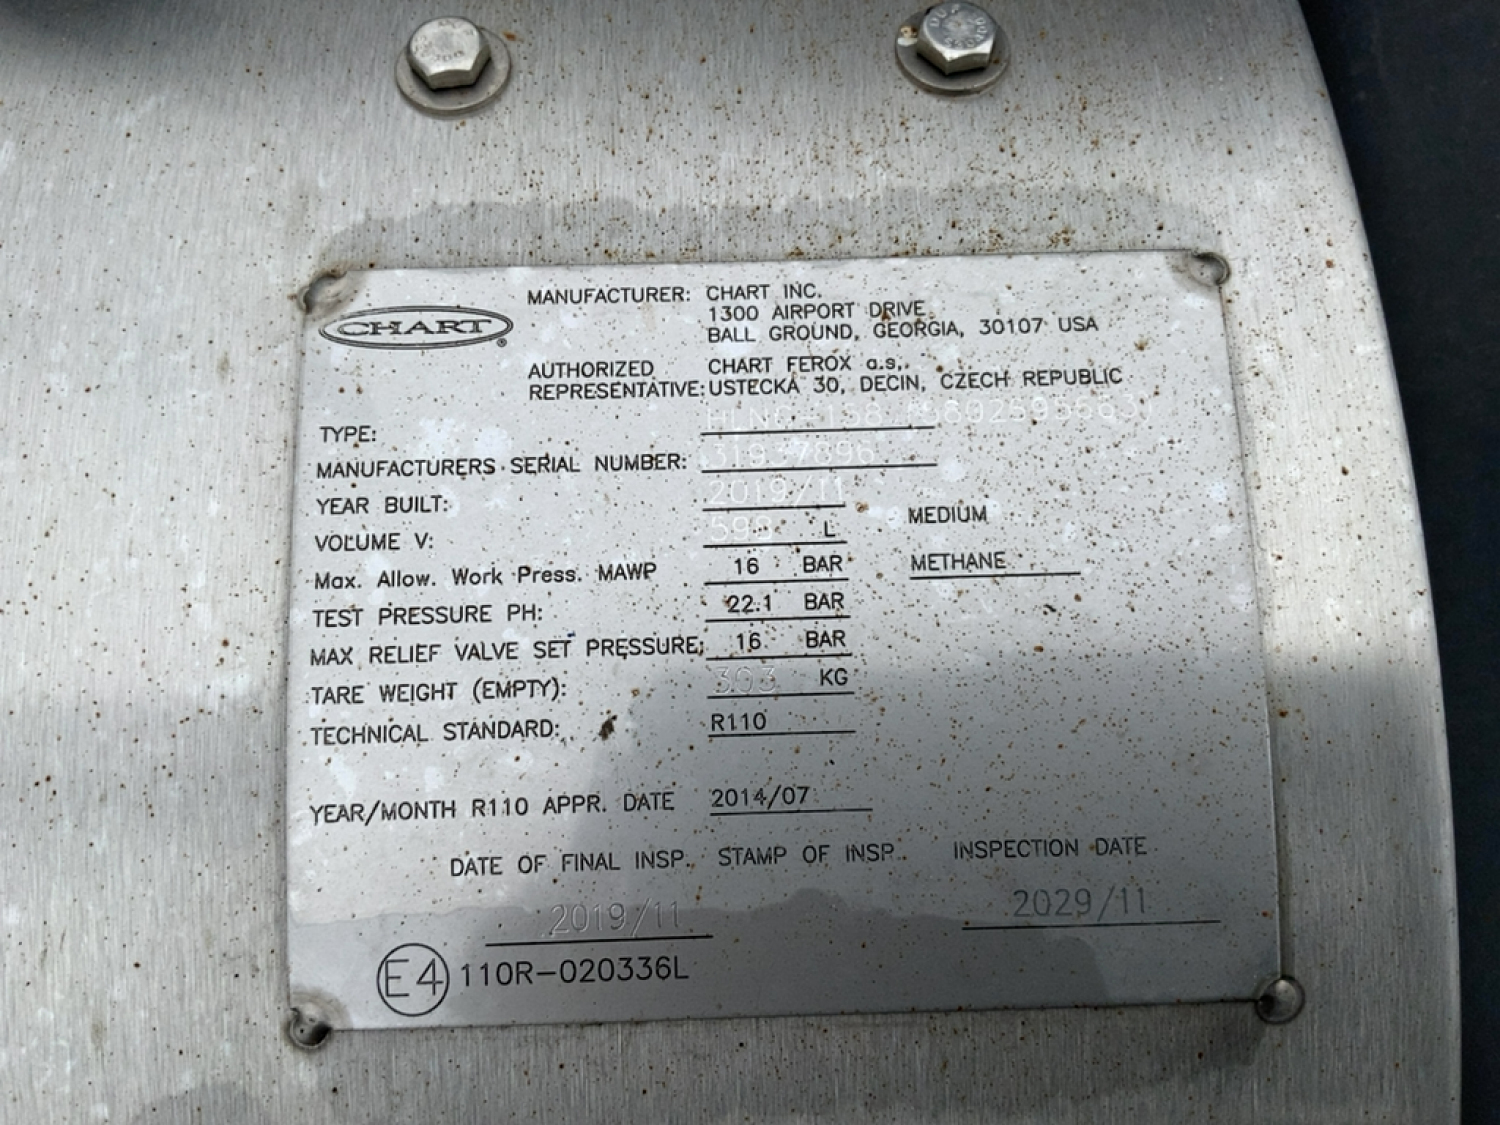 CHART®
MANUFACTURER: CHART INC.
1300 AIRPORT DRIVE
BALL GROUND, GEORGIA, 30107 USA
AUTHORIZED CHART FEROX a.s.
REPRESENTATIVE: USTECKA 30, DECIN, CZECH REPUBLIC
TYPE: HLNG-158
MANUFACTURERS SERIAL NUMBER: 31937896
YEAR BUILT: 2019/11
VOLUME V: L MEDIUM
Max. Allow. Work Press. MAWP 16 BAR METHANE
TEST PRESSURE PH: 22.1 BAR
MAX RELIEF VALVE SET PRESSURE: 16 BAR
TARE WEIGHT (EMPTY): 303 KG
TECHNICAL STANDARD: R110
YEAR/MONTH R110 APPR. DATE 2014/07
DATE OF FINAL INSP. STAMP OF INSP. INSPECTION DATE
2019/11 2029/11
E4 110R-020336L